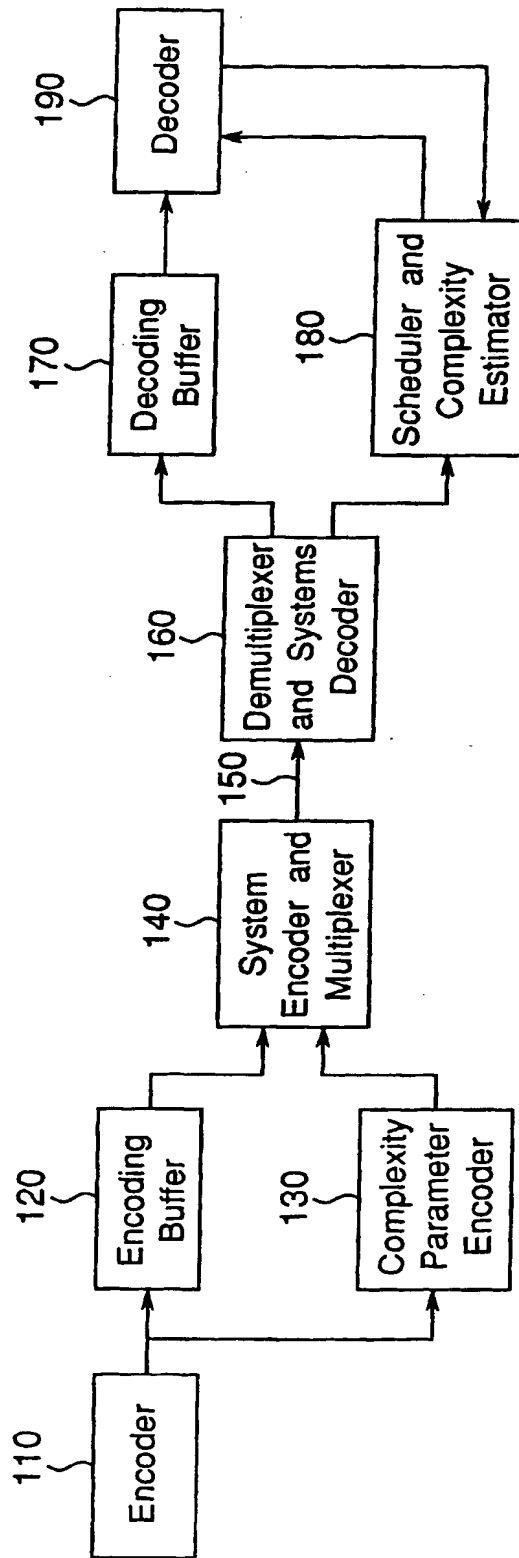 110
Encoder
120
Encoding
Buffer
130
Complexity
Parameter
Encoder
140
System
Encoder and
Multiplexer
150
160
Demultiplexer
and Systems
Decoder
170
Decoding
Buffer
180
Scheduler and
Complexity
Estimator
190
Decoder